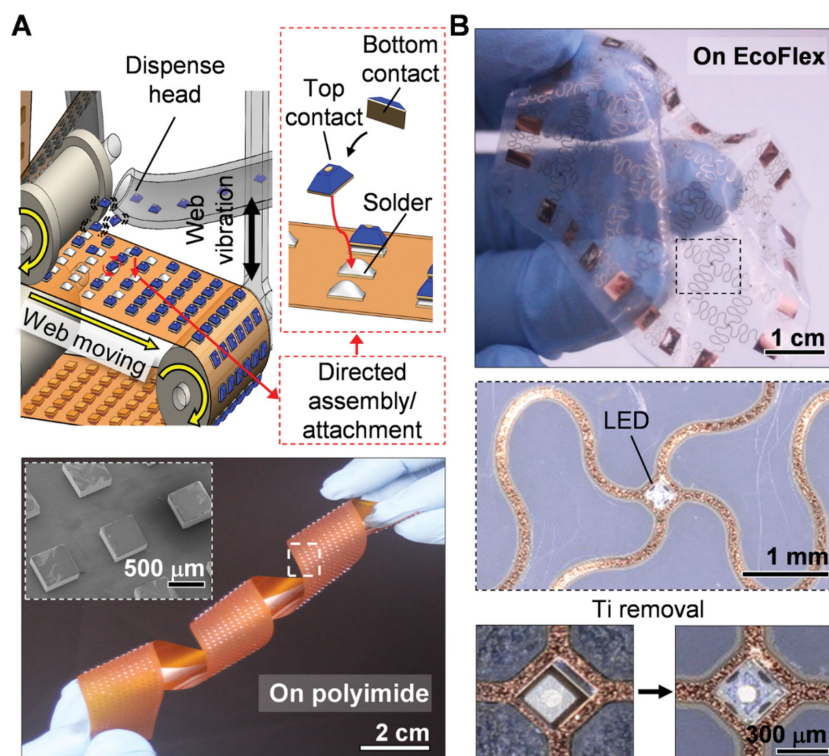 A
Dispense
head
Top
contact
Bottom
contact
Solder
Web
vibration
Web moving
Directed
assembly/
attachment
500 μm
On polyimide
2 cm
B
On EcoFlex
1 cm
LED
1 mm
Ti removal
300 μm